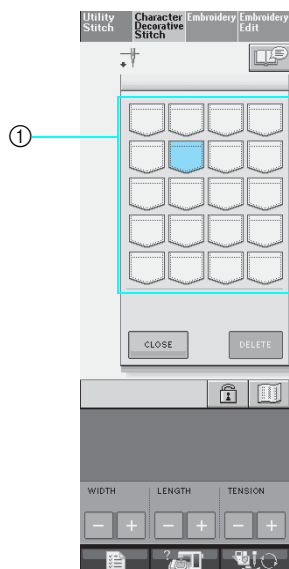 Utility Stitch
Character Decorative Stitch
Embroidery
Embroidery Edit
1
CLOSE
DELETE
WIDTH
LENGTH
TENSION